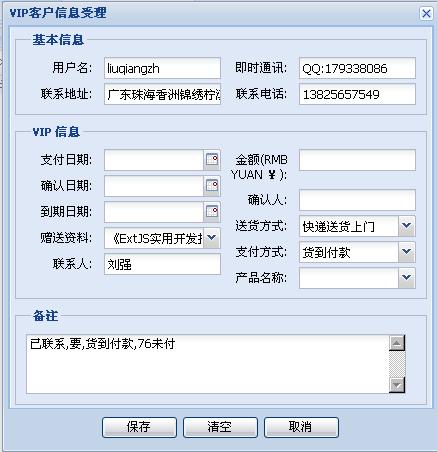 VIP客户信息受理
基本信息
用户名: liuqiangzh 即时通讯: QQ:179338086
联系地址: 广东珠海香洲锦绣柠 联系电话: 13825657549
VIP 信息
支付日期: 金额(RMB
YUAN ¥):
确认日期:
确认人:
到期日期:
送货方式: 快递送货上门
赠送资料: 《ExtJS实用开发
支付方式: 货到付款
联系人: 刘强
产品名称:
备注
已联系,要,货到付款,76未付
保存 清空 取消